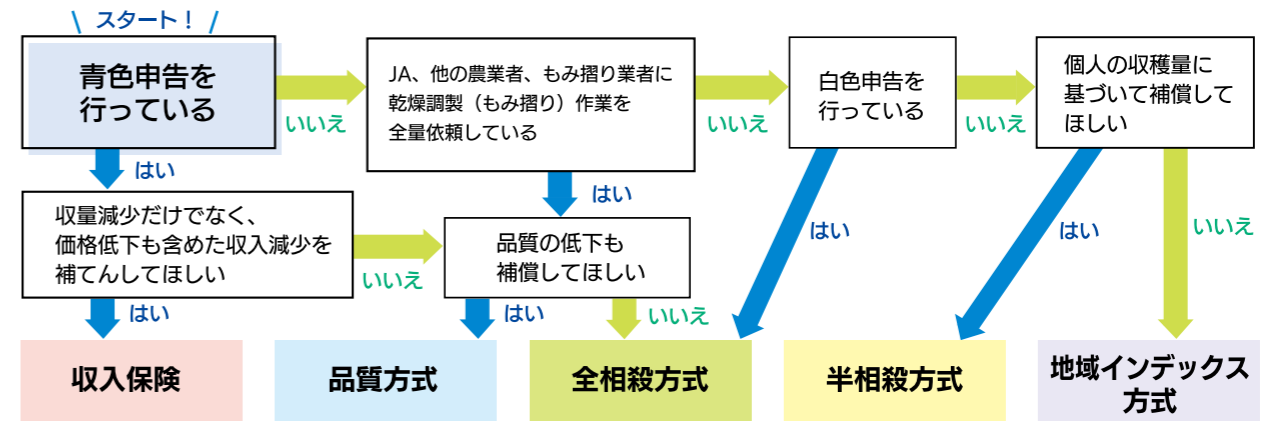 スタート！
青色申告を
行っている
いいえ
はい
JA、他の農業者、もみ摺り業者に
乾燥調製（もみ摺り）作業を
全量依頼している
いいえ
はい
白色申告を
行っている
いいえ
はい
個人の収穫量に
基づいて補償して
ほしい
はい
いいえ
収量減少だけでなく、
価格低下も含めた収入減少を
補てんしてほしい
いいえ
はい
品質の低下も
補償してほしい
はい
いいえ
収入保険
品質方式
全相殺方式
半相殺方式
地域インデックス
方式